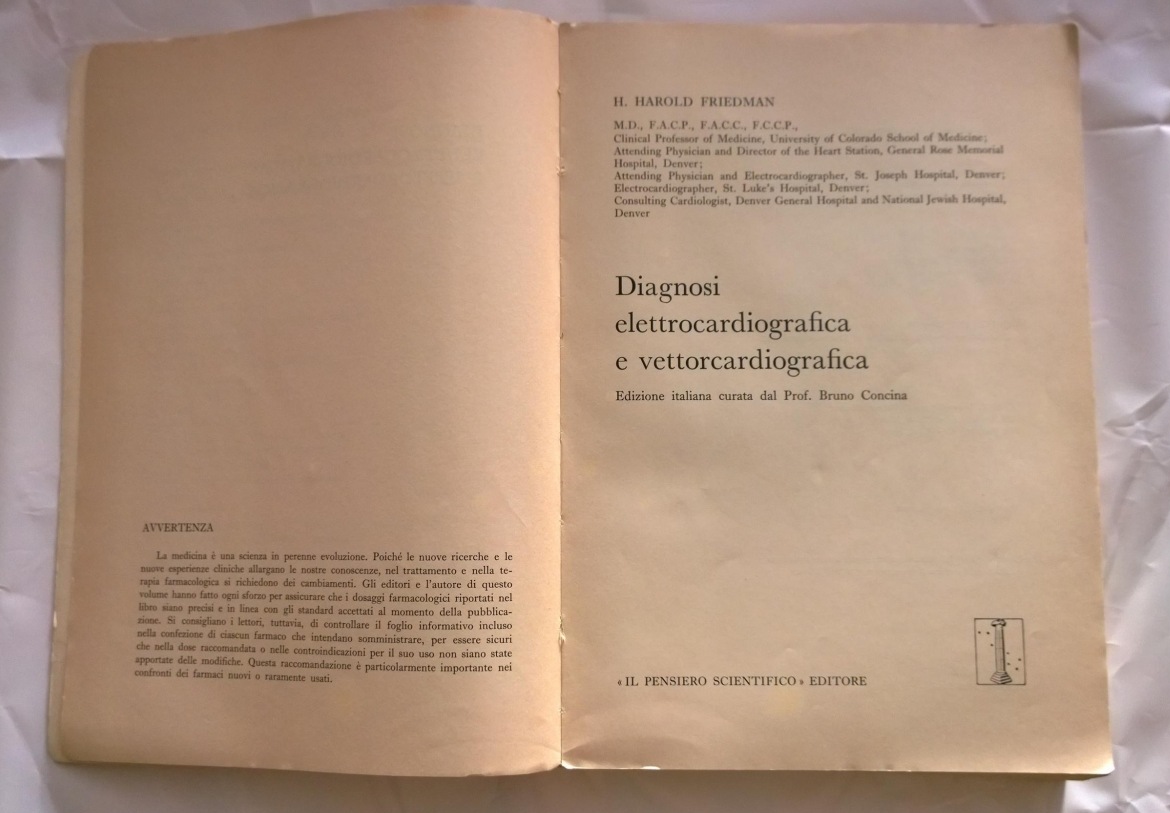 AVVERTENZA
La medicina è una scienza in perenne evoluzione. Poiché le nuove ricerche e le
nuove esperienze cliniche allargano le nostre conoscenze, nel trattamento e nella te-
rapia farmacologica si richiedono dei cambiamenti. Gli editori e l'autore di questo
volume hanno fatto ogni sforzo per assicurare che i dosaggi farmacologici riportati nel
libro siano precisi e in linea con gli standard accettati al momento della pubblica-
zione. Si consigliano i lettori, tuttavia, di controllare il foglio informativo incluso
nella confezione di ciascun farmaco che intendano somministrare, per essere sicuri
che nella dose raccomandata o nelle controindicazioni per il suo uso non siano state
apportate delle modifiche. Questa raccomandazione è particolarmente importante nei
confronti dei farmaci nuovi o raramente usati.
H. HAROLD FRIEDMAN
M.D., F.A.C.P., F.A.C.C., F.C.C.P.,
Clinical Professor of Medicine, University of Colorado School of Medicine;
Attending Physician and Director of the Heart Station, General Rose Memorial
Hospital, Denver;
Attending Physician and Electrocardiographer, St. Joseph Hospital, Denver;
Electrocardiographer, St. Luke's Hospital, Denver;
Consulting Cardiologist, Denver General Hospital and National Jewish Hospital,
Denver
Diagnosi
elettrocardiografica
e vettorcardiografica
Edizione italiana curata dal Prof. Bruno Concina
« IL PENSIERO SCIENTIFICO » EDITORE